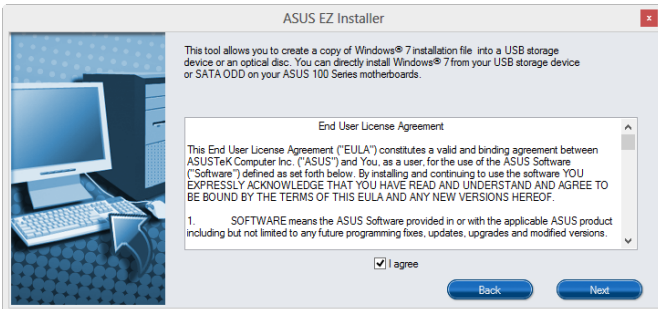 ASUS EZ Installer
x
This tool allows you to create a copy of Windows® 7 installation file into a USB storage
device or an optical disc. You can directly install Windows® 7 from your USB storage device
or SATA ODD on your ASUS 100 Series motherboards.
End User License Agreement
This End User License Agreement ("EULA") constitutes a valid and binding agreement between
ASUSTeK Computer Inc. ("ASUS") and You, as a user, for the use of the ASUS Software
("Software") defined as set forth below. By installing and continuing to use the software YOU
EXPRESSLY ACKNOWLEDGE THAT YOU HAVE READ AND UNDERSTAND AND AGREE TO
BE BOUND BY THE TERMS OF THIS EULA AND ANY NEW VERSIONS HEREOF.
1. SOFTWARE means the ASUS Software provided in or with the applicable ASUS product
including but not limited to any future programming fixes, updates, upgrades and modified versions.
I agree
Back Next